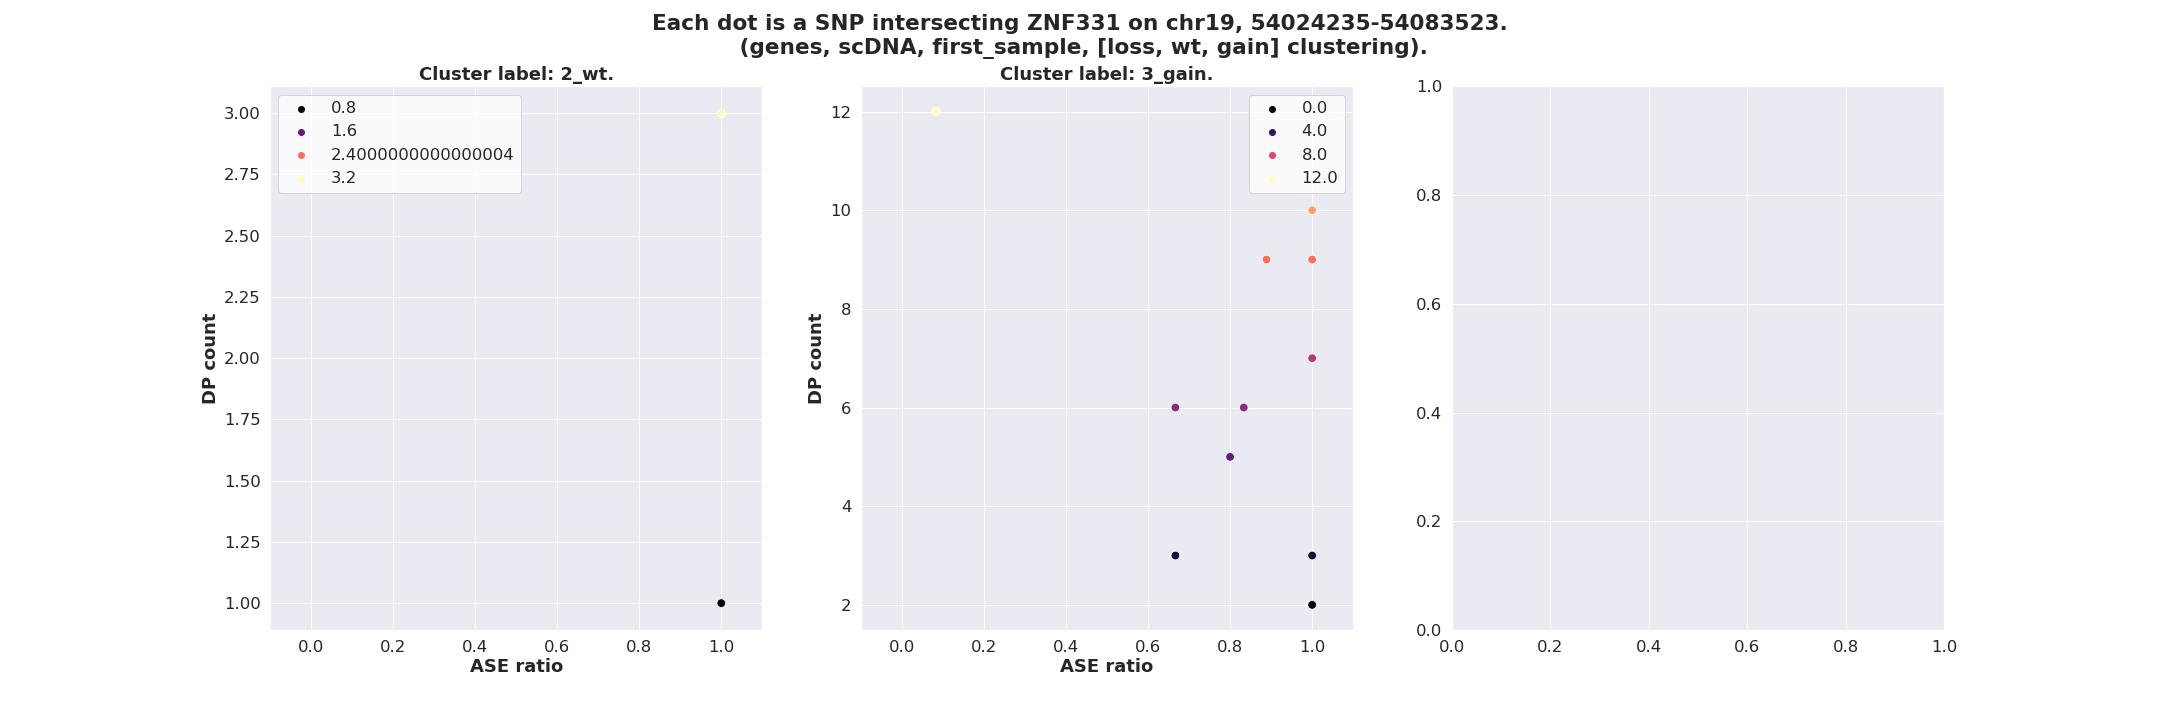 Each dot is a SNP intersecting ZNF331 on chr19, 54024235-54083523.
(genes, scDNA, first_sample, [loss, wt, gain] clustering).
Cluster label: 2_wt.
0.8
1.6
2.4000000000000004
3.2
3.00
2.75
2.50
2.25
2.00
1.75
1.50
1.25
1.00
DP count
0.0 0.2 0.4 0.6 0.8 1.0
ASE ratio
Cluster label: 3_gain.
0.0
4.0
8.0
12.0
12
10
8
6
4
2
DP count
0.0 0.2 0.4 0.6 0.8 1.0
ASE ratio
1.0
0.8
0.6
0.4
0.2
0.0
0.0 0.2 0.4 0.6 0.8 1.0